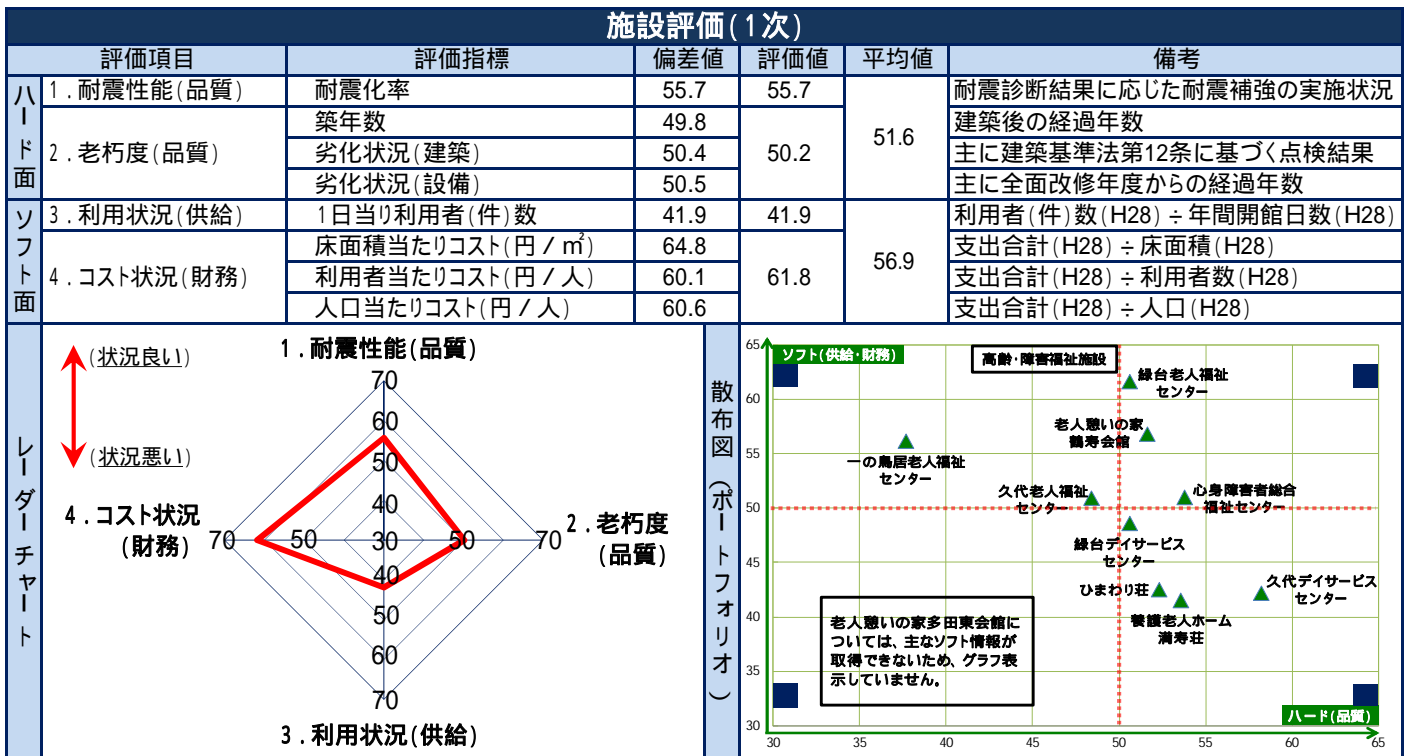 施設評価(1次)
評価項目 評価指標 偏差値 評価値 平均値 備考
ハード面
1.耐震性能(品質) 耐震化率 55.7 55.7 51.6 耐震診断結果に応じた耐震補強の実施状況
2.老朽度(品質) 築年数 49.8 50.2 建築後の経過年数
劣化状況(建築) 50.4 主に建築基準法第12条に基づく点検結果
劣化状況(設備) 50.5 主に全面改修年度からの経過年数
ソフト面
3.利用状況(供給) 1日当り利用者(件)数 41.9 41.9 56.9 利用者(件)数(H28)÷年間開館日数(H28)
4.コスト状況(財務) 床面積当たりコスト(円/㎡) 64.8 61.8 支出合計(H28)÷床面積(H28)
利用者当たりコスト(円/人) 60.1 支出合計(H28)÷利用者数(H28)
人口当たりコスト(円/人) 60.6 支出合計(H28)÷人口(H28)
レーダーチャート
(状況良い)
(状況悪い)
1.耐震性能(品質)
70
60
50
40
30
50
70
2.老朽度
(品質)
4.コスト状況
(財務)
70
50
40
50
60
70
3.利用状況(供給)
散布図(ポートフォリオ)
ソフト(供給・財務)
高齢・障害福祉施設
緑台老人福祉
センター
老人憩いの家
鶴寿会館
一の鳥居老人福祉
センター
久代老人福祉
センター
心身障害者総合
福祉センター
緑台デイサービス
センター
ひまわり荘
久代デイサービス
センター
養護老人ホーム
満寿荘
老人憩いの家多田東会館に
ついては、主なソフト情報が
取得できないため、グラフ表
示していません。
ハード(品質)
65
60
55
50
45
40
35
30
30 35 40 45 50 55 60 65